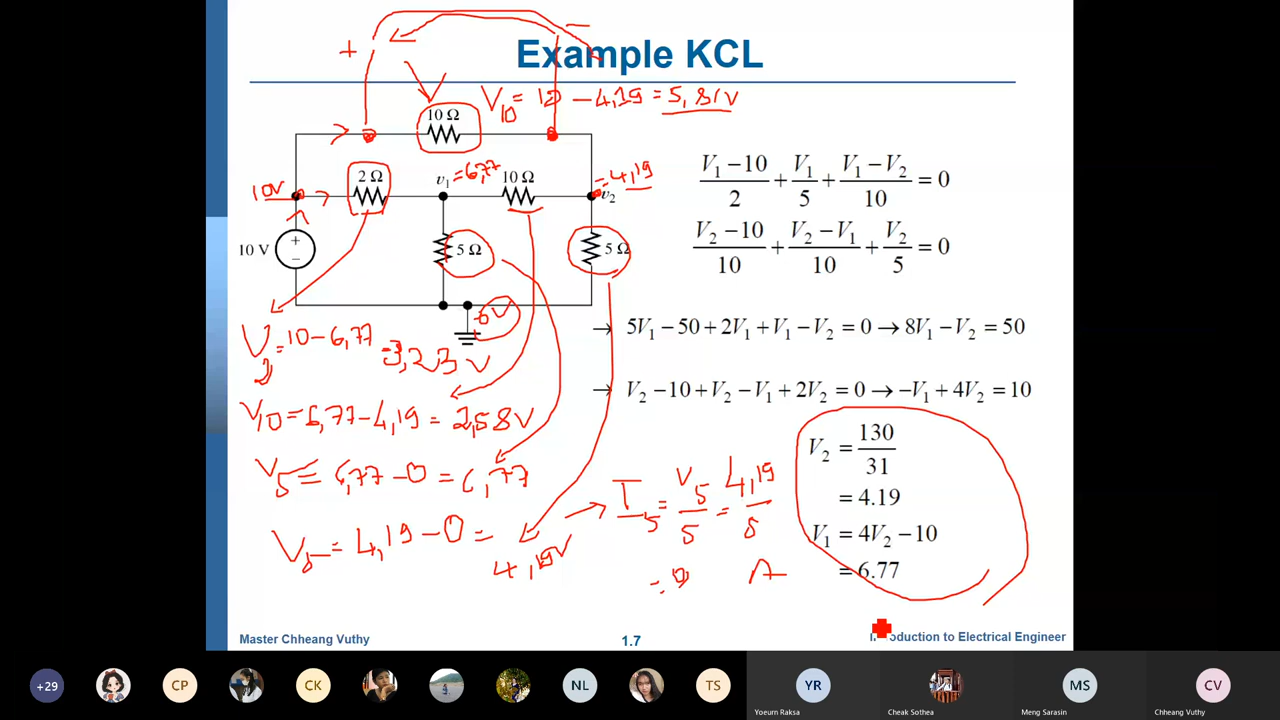 Example KCL
+
−
10 Ω
V10 = 10 − 4,19 = 5,81V
2 Ω
v1
=6,77
10 Ω
=4,19
v2
10V
10 V
+
−
5 Ω
5 Ω
V2 = 10 − 6,77
=3,23 V
V10 = 6,77 − 4,19 = 2,58V
V5 = 6,77 − 0 = 6,77
V5 = 4,19 − 0 =
4,19V
I5 = V5/5 = 4,19/5
= A
(V1 − 10)/2 + V1/5 + (V1 − V2)/10 = 0
(V2 − 10)/10 + (V2 − V1)/10 + V2/5 = 0
→ 5V1 − 50 + 2V1 + V1 − V2 = 0 → 8V1 − V2 = 50
→ V2 − 10 + V2 − V1 + 2V2 = 0 → −V1 + 4V2 = 10
V2 = 130/31
= 4.19
V1 = 4V2 − 10
= 6.77
Master Chheang Vuthy
1.7
duction to Electrical Engineer
+29
CP
CK
NL
TS
YR
MS
CV
Yoeurn Raksa
Cheak Sothea
Meng Sarasin
Chheang Vuthy